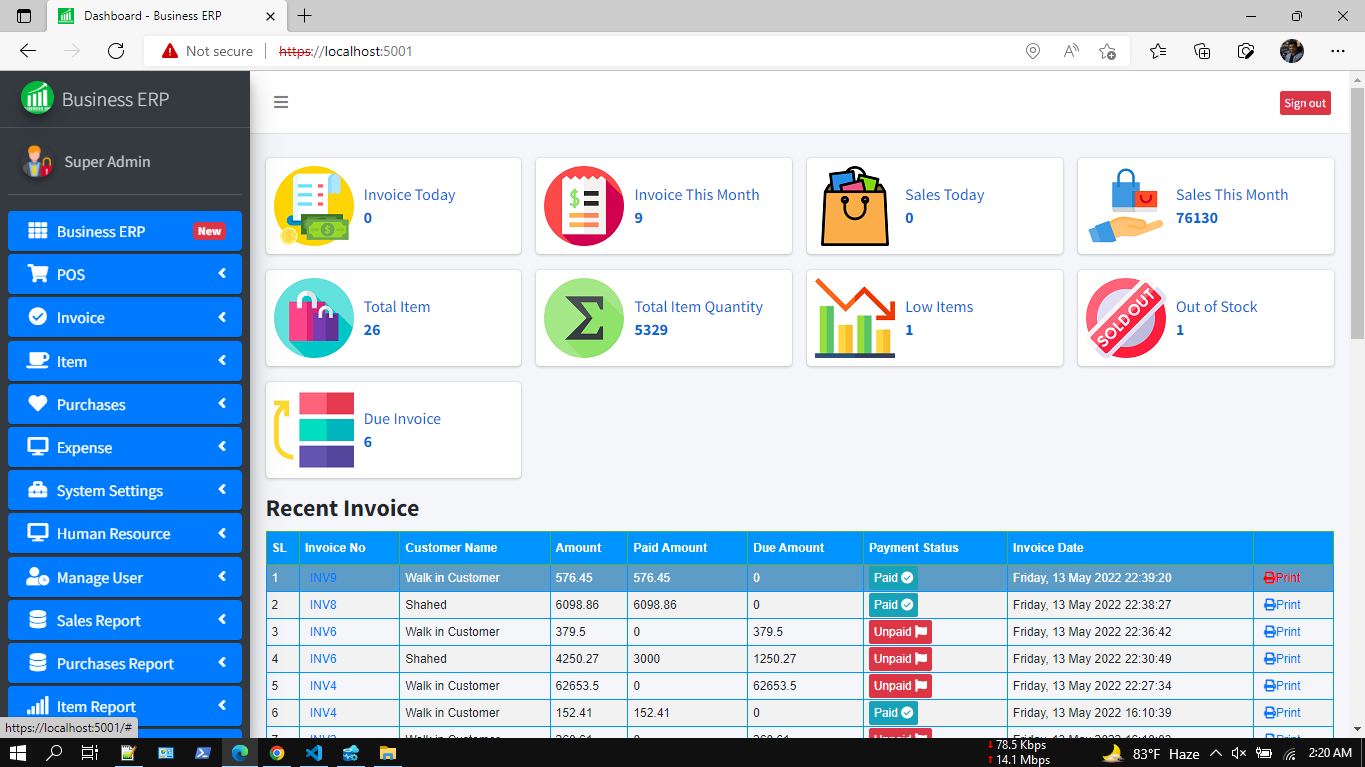 Dashboard - Business ERP
Not secure
https://localhost:5001
Business ERP
Sign out
Super Admin
Business ERP New
POS
Invoice
Item
Purchases
Expense
System Settings
Human Resource
Manage User
Sales Report
Purchases Report
Item Report
Invoice Today
0
Invoice This Month
9
$
Sales Today
0
Sales This Month
76130
Total Item
26
Total Item Quantity
5329
Σ
Low Items
1
Out of Stock
1
SOLD OUT
Due Invoice
6
Recent Invoice
SL Invoice No Customer Name Amount Paid Amount Due Amount Payment Status Invoice Date
1 INV9 Walk in Customer 576.45 576.45 0 Paid Friday, 13 May 2022 22:39:20 Print
2 INV8 Shahed 6098.86 6098.86 0 Paid Friday, 13 May 2022 22:38:27 Print
3 INV6 Walk in Customer 379.5 0 379.5 Unpaid Friday, 13 May 2022 22:36:42 Print
4 INV6 Shahed 4250.27 3000 1250.27 Unpaid Friday, 13 May 2022 22:30:49 Print
5 INV4 Walk in Customer 62653.5 0 62653.5 Unpaid Friday, 13 May 2022 22:27:34 Print
6 INV4 Walk in Customer 152.41 152.41 0 Paid Friday, 13 May 2022 16:10:39 Print
https://localhost:5001/#
78.5 Kbps
14.1 Mbps
83°F Haze
2:20 AM